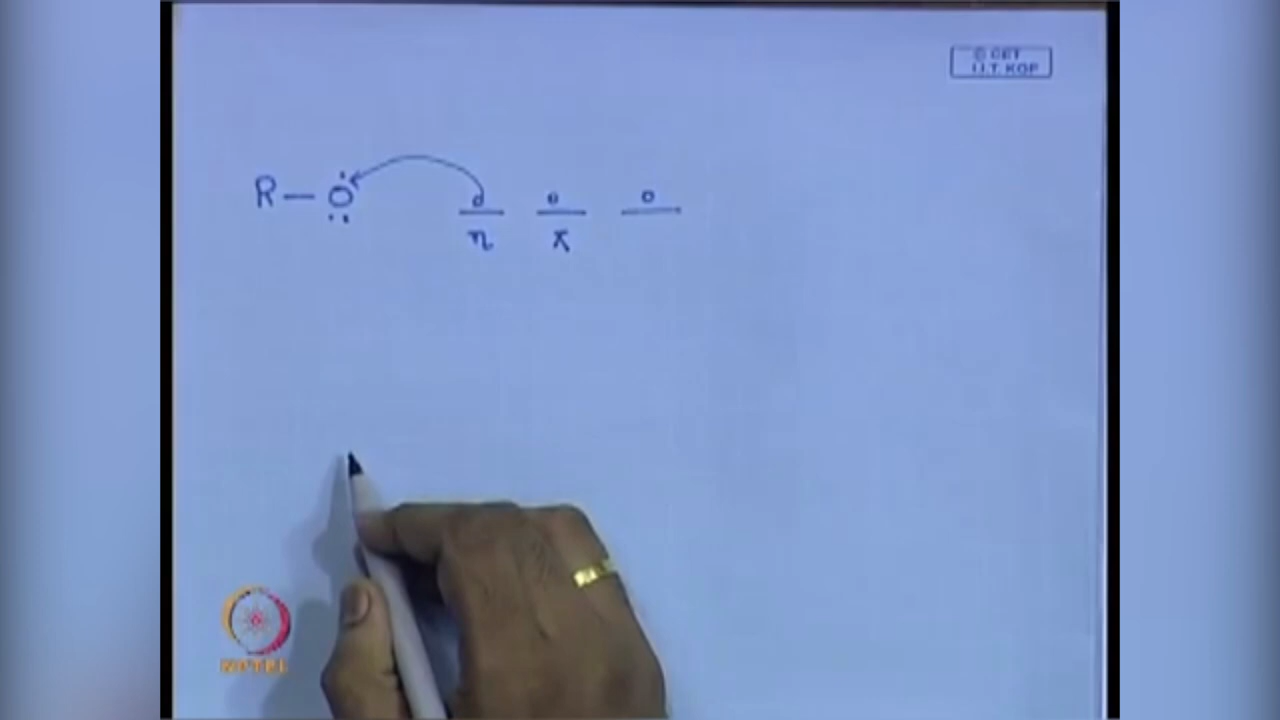 © CET
I.I.T. KGP
R – Ö
η π
NPTEL